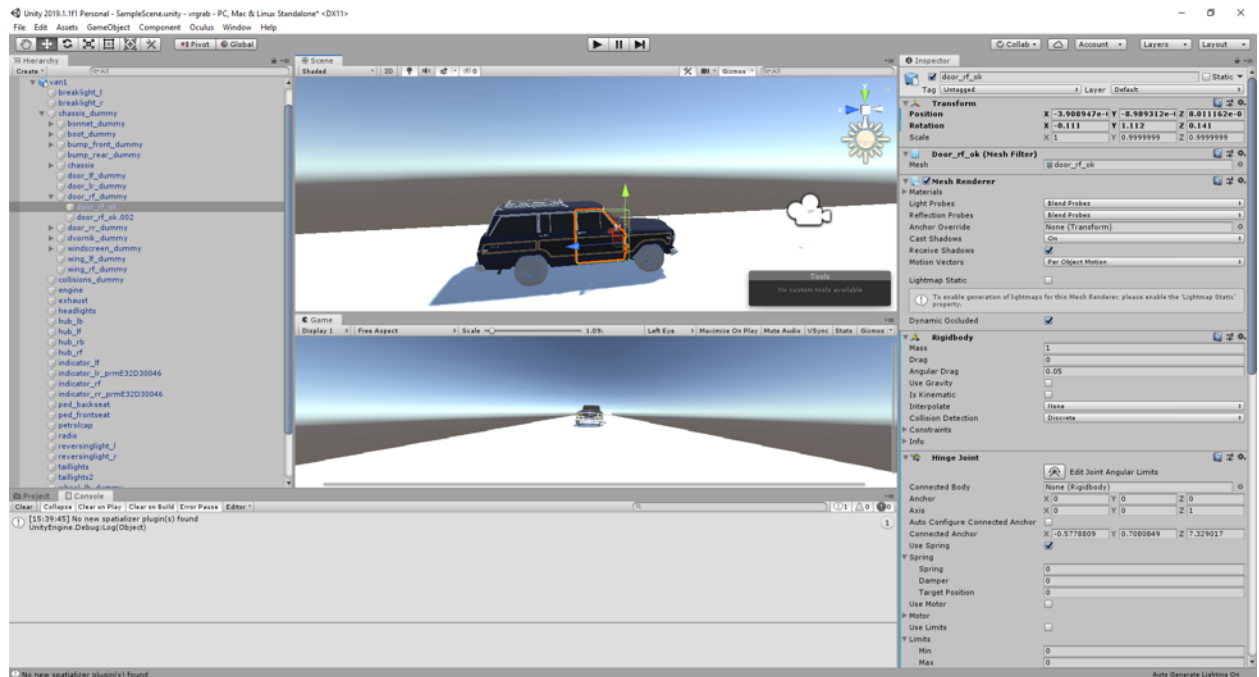 Unity 2019.1.1f1 Personal - SampleScene.unity - vrgrab - PC, Mac & Linux Standalone* <DX11>
File Edit Assets GameObject Component Oculus Window Help
Pivot Global
Collab Account Layers Layout
Hierarchy
Create
van1
breaklight_l
breaklight_r
chassis_dummy
bonnet_dummy
boot_dummy
bump_front_dummy
bump_rear_dummy
chassis
door_lf_dummy
door_lr_dummy
door_rf_dummy
door_rf_ok
door_rf_ok.002
door_rr_dummy
dvornik_dummy
windscreen_dummy
wing_lf_dummy
wing_rf_dummy
collisions_dummy
engine
exhaust
headlights
hub_lb
hub_lf
hub_rb
hub_rf
indicator_lf
indicator_lr_prmE32D30046
indicator_rf
indicator_rr_prmE32D30046
ped_backseat
ped_frontseat
petrolcap
radio
reversinglight_l
reversinglight_r
taillights
taillights2
Scene
Shaded 2D Gizmos
y
z
Tools
No custom tools available
Game
Display 1 Free Aspect Scale 1.09x Left Eye Maximize On Play Mute Audio VSync Stats Gizmos
Project Console
Clear Collapse Clear on Play Clear on Build Error Pause Editor 1 0 0
[15:39:45] No new spatializer plugin(s) found 1
UnityEngine.Debug:Log(Object)
No new spatializer plugin(s) found
Inspector
door_rf_ok Static
Tag Untagged Layer Default
Transform
Position X -3.908947e- Y -8.989312e- Z 8.011162e-0
Rotation X -0.111 Y 1.112 Z 0.141
Scale X 1 Y 0.9999999 Z 0.9999999
Door_rf_ok (Mesh Filter)
Mesh door_rf_ok
Mesh Renderer
Materials
Light Probes Blend Probes
Reflection Probes Blend Probes
Anchor Override None (Transform)
Cast Shadows On
Receive Shadows
Motion Vectors Per Object Motion
Lightmap Static
To enable generation of lightmaps for this Mesh Renderer, please enable the 'Lightmap Static'
property.
Dynamic Occluded
Rigidbody
Mass 1
Drag 0
Angular Drag 0.05
Use Gravity
Is Kinematic
Interpolate None
Collision Detection Discrete
Constraints
Info
Hinge Joint
Edit Joint Angular Limits
Connected Body None (Rigidbody)
Anchor X 0 Y 0 Z 0
Axis X 0 Y 0 Z 1
Auto Configure Connected Anchor
Connected Anchor X -0.5778809 Y 0.7080849 Z 7.329017
Use Spring
Spring
Spring 0
Damper 0
Target Position 0
Use Motor
Motor
Use Limits
Limits
Min 0
Max 0
Auto Generate Lighting On